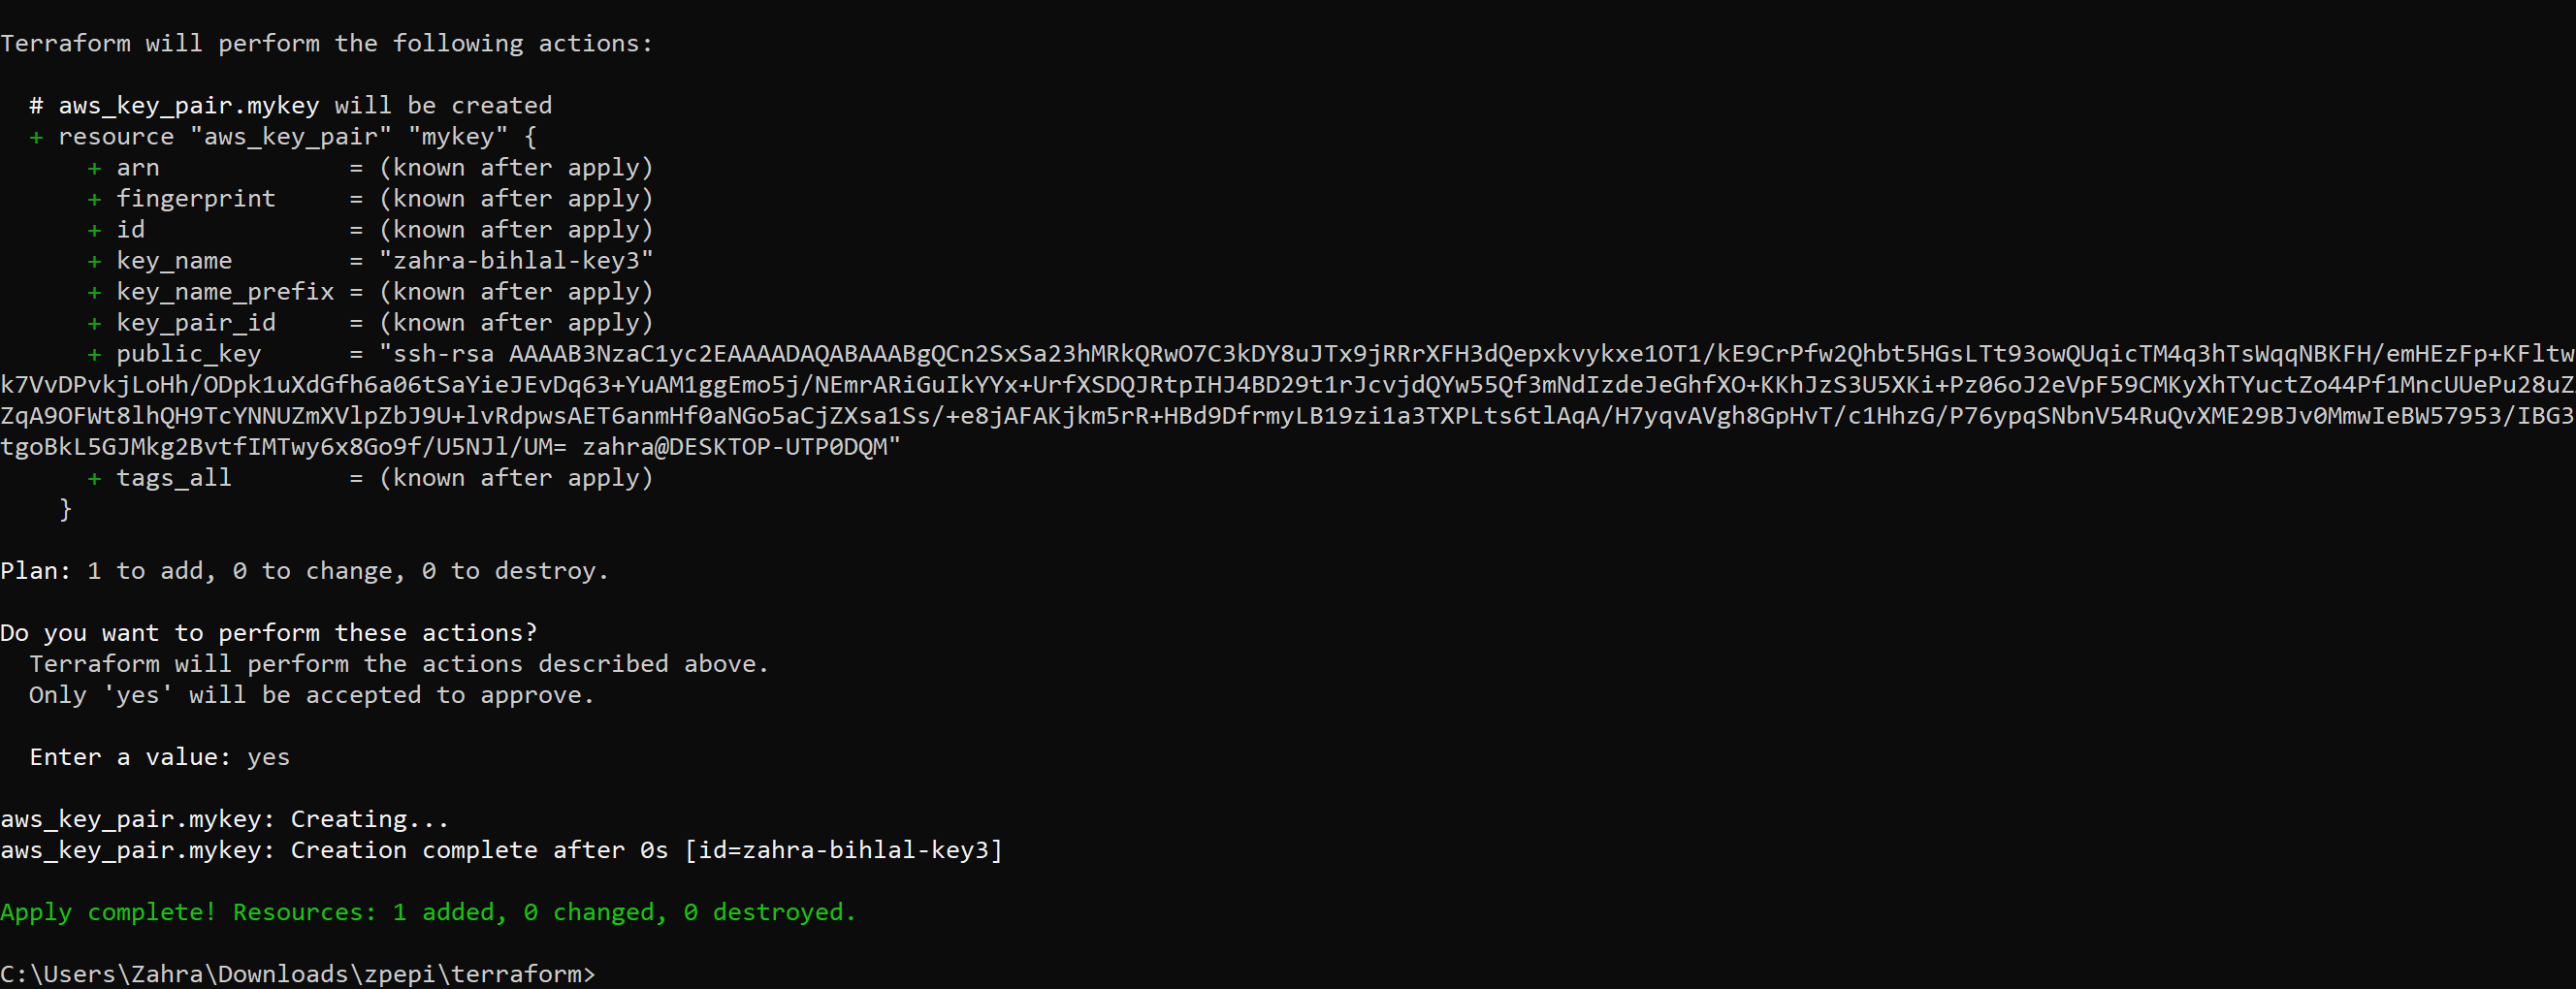 Terraform will perform the following actions:
# aws_key_pair.mykey will be created
+ resource "aws_key_pair" "mykey" {
+ arn = (known after apply)
+ fingerprint = (known after apply)
+ id = (known after apply)
+ key_name = "zahra-bihlal-key3"
+ key_name_prefix = (known after apply)
+ key_pair_id = (known after apply)
+ public_key = "ssh-rsa AAAAB3NzaC1yc2EAAAADAQABAAABgQCn2SxSa23hMRkQRwO7C3kDY8uJTx9jRRrXFH3dQepxkvykxe1OT1/kE9CrPfw2Qhbt5HGsLTt93owQUqicTM4q3hTsWqqNBKFH/emHEzFp+KFltw
k7VvDPvkjLoHh/ODpk1uXdGfh6a06tSaYieJEvDq63+YuAM1ggEmo5j/NEmrARiGuIkYYx+UrfXSDQJRtpIHJ4BD29t1rJcvjdQYw55Qf3mNdIzdeJeGhfXO+KKhJzS3U5XKi+Pz06oJ2eVpF59CMKyXhTYuctZo44Pf1MncUUePu28uZ
ZqA9OFWt8lhQH9TcYNNUZmXVlpZbJ9U+lvRdpwsAET6anmHf0aNGo5aCjZXsa1Ss/+e8jAFAKjkm5rR+HBd9DfrmyLB19zi1a3TXPLts6tlAqA/H7yqvAVgh8GpHvT/c1HhzG/P76ypqSNbnV54RuQvXME29BJv0MmwIeBW57953/IBG3
tgoBkL5GJMkg2BvtfIMTwy6x8Go9f/U5NJl/UM= zahra@DESKTOP-UTP0DQM"
+ tags_all = (known after apply)
}
Plan: 1 to add, 0 to change, 0 to destroy.
Do you want to perform these actions?
Terraform will perform the actions described above.
Only 'yes' will be accepted to approve.
Enter a value: yes
aws_key_pair.mykey: Creating...
aws_key_pair.mykey: Creation complete after 0s [id=zahra-bihlal-key3]
Apply complete! Resources: 1 added, 0 changed, 0 destroyed.
C:\Users\Zahra\Downloads\zpepi\terraform>